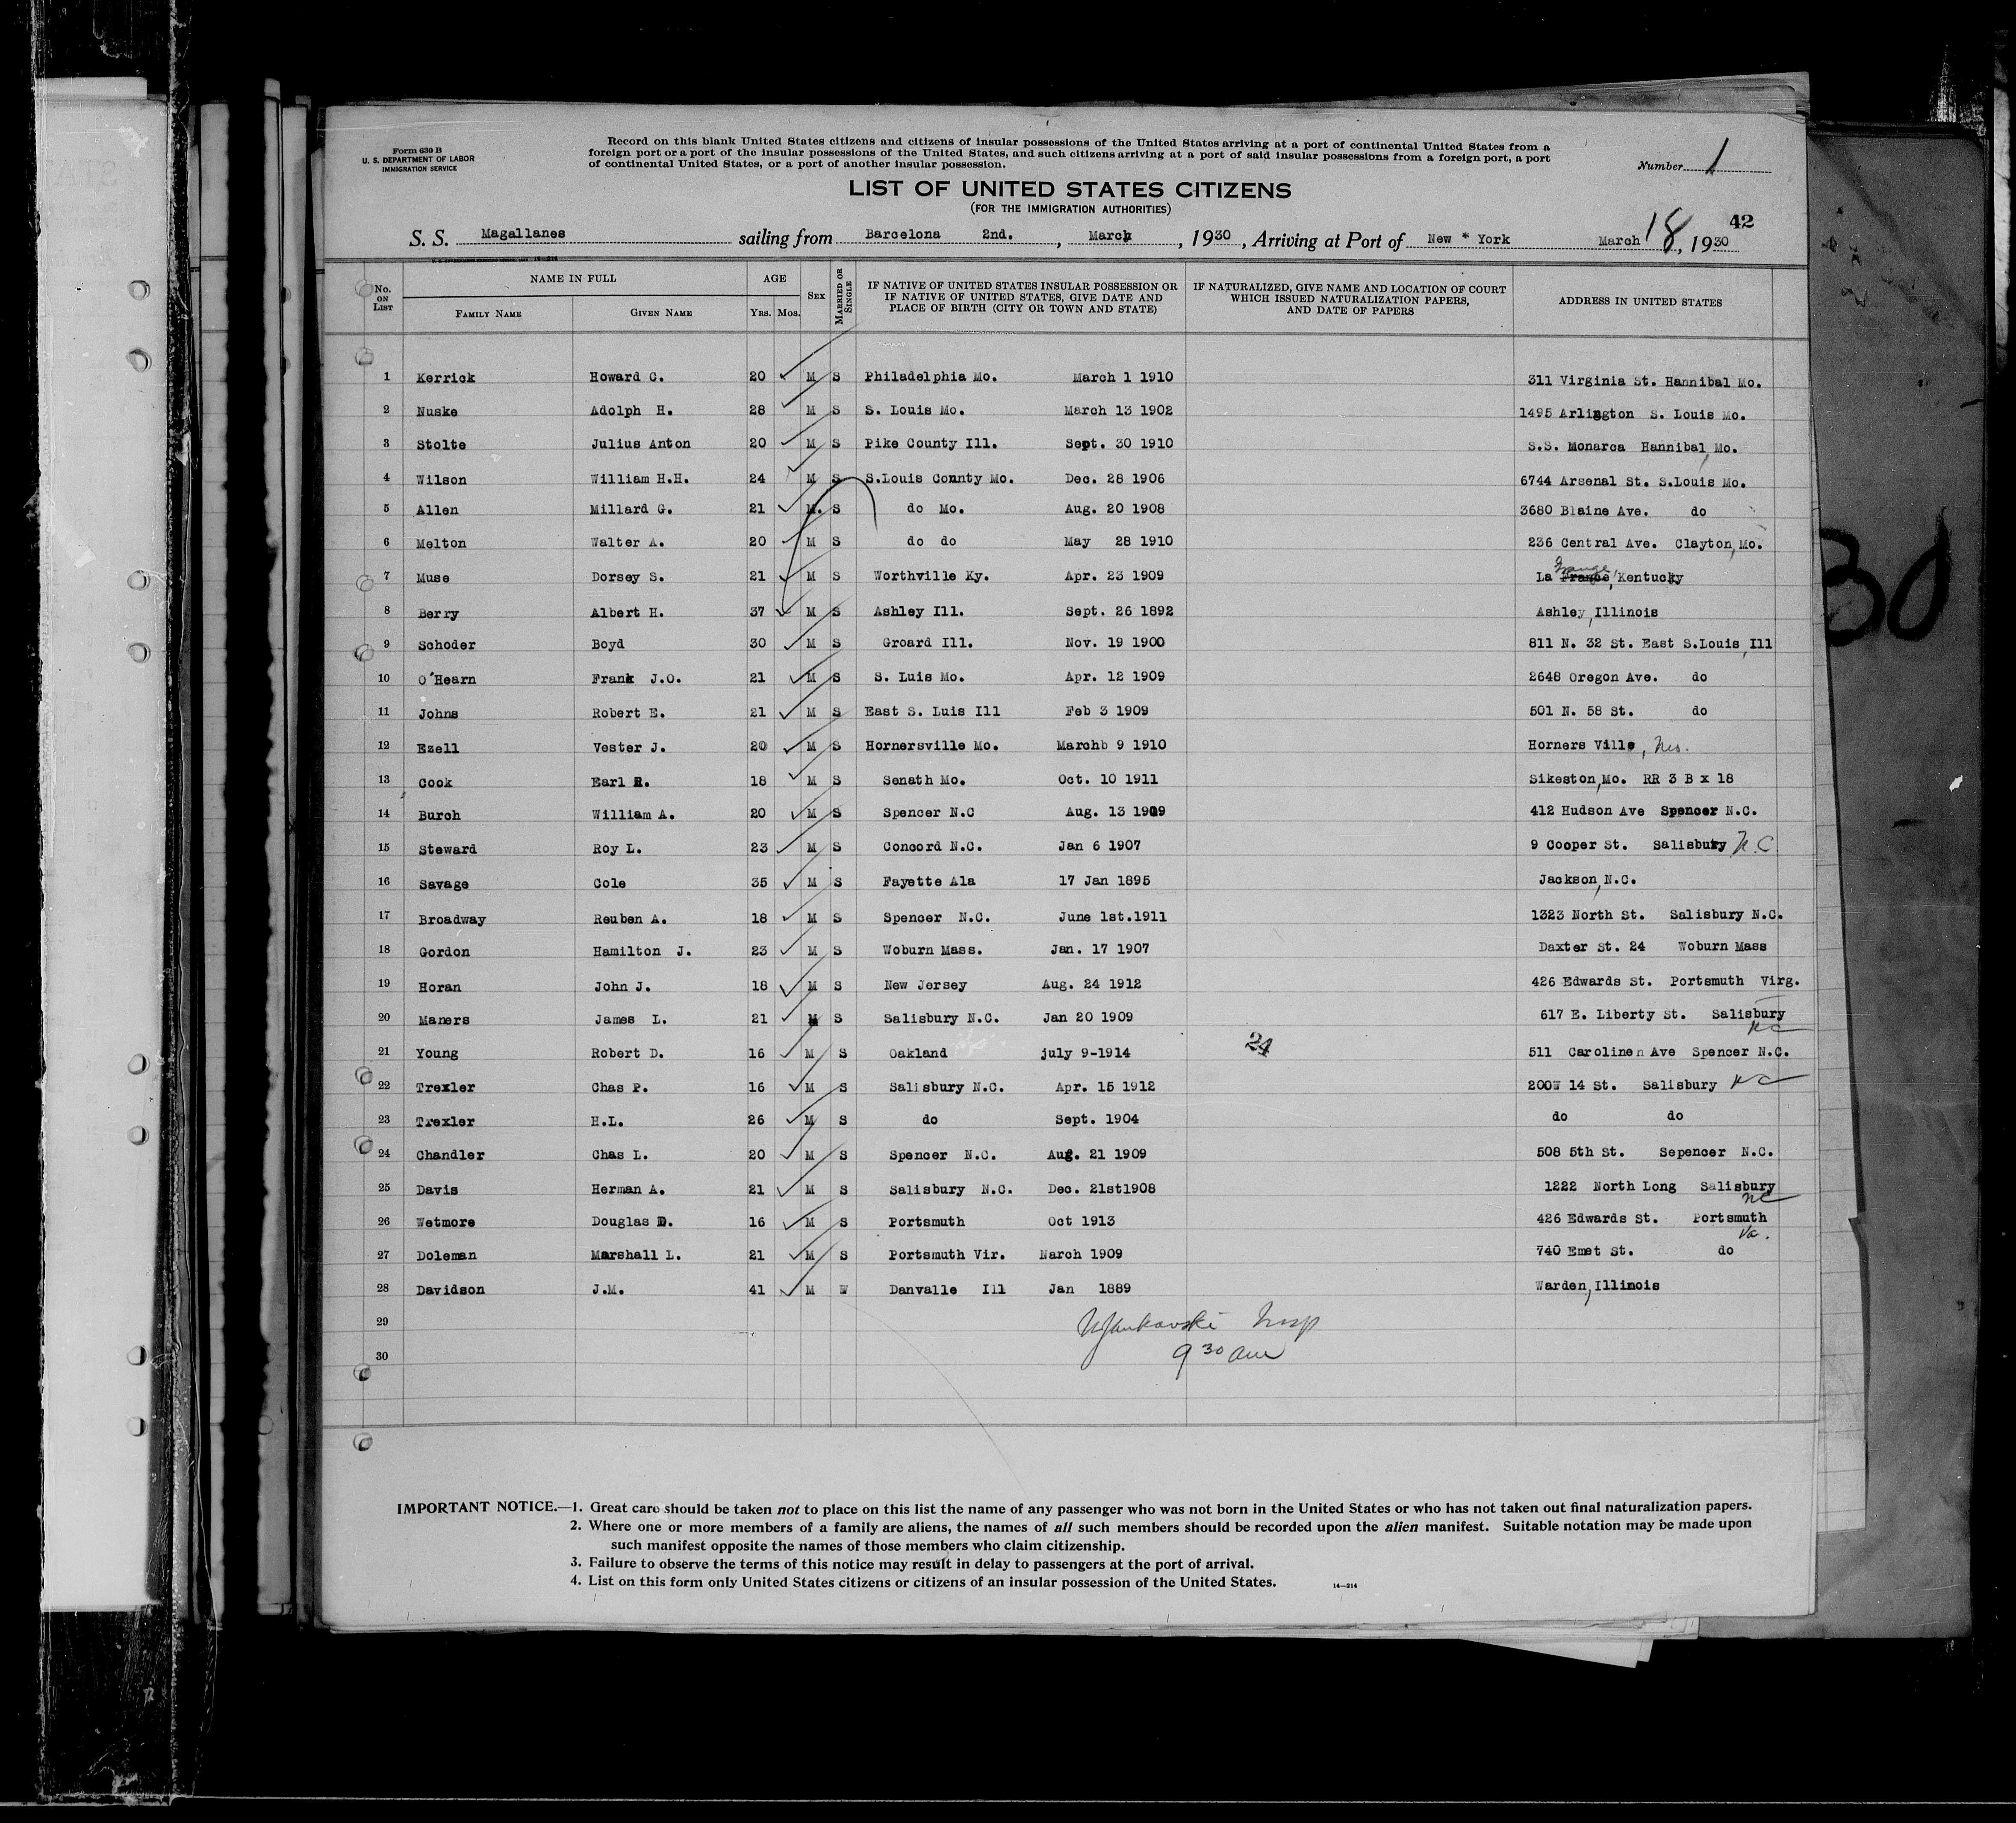 Form 630 B
U. S. DEPARTMENT OF LABOR
IMMIGRATION SERVICE
Record on this blank United States citizens and citizens of insular possessions of the United States arriving at a port of continental United States from a
foreign port or a port of the insular possessions of the United States, and such citizens arriving at a port of said insular possessions from a foreign port, a port
of continental United States, or a port of another insular possession.
Number 1
LIST OF UNITED STATES CITIZENS
(FOR THE IMMIGRATION AUTHORITIES)
42
S. S. Magallanes sailing from Barcelona 2nd. , March , 1930 , Arriving at Port of New * York March 18, 1930
No. ON LIST NAME IN FULL FAMILY NAME GIVEN NAME AGE YRS. MOS. SEX MARRIED OR SINGLE IF NATIVE OF UNITED STATES INSULAR POSSESSION OR IF NATIVE OF UNITED STATES, GIVE DATE AND PLACE OF BIRTH (CITY OR TOWN AND STATE) IF NATURALIZED, GIVE NAME AND LOCATION OF COURT WHICH ISSUED NATURALIZATION PAPERS, AND DATE OF PAPERS ADDRESS IN UNITED STATES
1 Kerrick Howard C. 20 M S Philadelphia Mo. March 1 1910 311 Virginia St. Hannibal Mo.
2 Nuske Adolph H. 28 M S S. Louis Mo. March 13 1902 1495 Arlington S. Louis Mo.
3 Stolte Julius Anton 20 M S Pike County Ill. Sept. 30 1910 S.S. Monarca Hannibal, Mo.
4 Wilson William H.H. 24 M S S.Louis Connty Mo. Dec. 28 1906 6744 Arsenal St. S.Louis Mo.
5 Allen Millard G. 21 M. S do Mo. Aug. 20 1908 3680 Blaine Ave. do
6 Melton Walter A. 20 M S do do May 28 1910 236 Central Ave. Clayton, Mo.
7 Muse Dorsey S. 21 M S Worthville Ky. Apr. 23 1909 La France, Grange Kentucky
8 Berry Albert H. 37 M S Ashley Ill. Sept. 26 1892 Ashley, Illinois
9 Schoder Boyd 30 M S Groard Ill. Nov. 19 1900 811 N. 32 St. East S.Louis, Ill
10 O'Hearn Frank J.O. 21 M S S. Luis Mo. Apr. 12 1909 2648 Oregon Ave. do
11 Johns Robert E. 21 M S East S. Luis Ill Feb 3 1909 501 N. 58 St. do
12 Ezell Vester J. 20 M S Hornersville Mo. Marchb 9 1910 Horners Ville, Mo.
13 Cook Earl R. 18 M S Senath Mo. Oct. 10 1911 Sikeston, Mo. RR 3 B x 18
14 Burch William A. 20 M S Spencer N.C Aug. 13 1909 412 Hudson Ave Spencer N.C.
15 Steward Roy L. 23 M S Concord N.C. Jan 6 1907 9 Cooper St. Salisbury N.C
16 Savage Cole 35 M S Fayette Ala 17 Jan 1895 Jackson, N.C.
17 Broadway Reuben A. 18 M S Spencer N.C. June 1st.1911 1323 North St. Salisbury N.C.
18 Gordon Hamilton J. 23 M S Woburn Mass. Jan. 17 1907 Daxter St. 24 Woburn Mass
19 Horan John J. 18 M S New Jersey Aug. 24 1912 426 Edwards St. Portsmuth Virg.
20 Maners James L. 21 M S Salisbury N.C. Jan 20 1909 617 E. Liberty St. Salisbury NC
21 Young Robert D. 16 M S Oakland july 9-1914 24 511 Carolinen Ave Spencer N.C.
22 Trexler Chas P. 16 M S Salisbury N.C. Apr. 15 1912 200W 14 St. Salisbury NC
23 Trexler H.L. 26 M S do Sept. 1904 do do
24 Chandler Chas L. 20 M S Spencer N.C. Aug. 21 1909 508 5th St. Sepencer N.C.
25 Davis Herman A. 21 M S Salisbury N.C. Dec. 21st1908 1222 North Long Salisbury NC
26 Wetmore Douglas D. 16 M S Portsmuth Oct 1913 426 Edwards St. Portsmuth Va.
27 Doleman Marshall L. 21 M S Portsmuth Vir. March 1909 740 Emet St. do
28 Davidson J.M. 41 M W Danvalle Ill Jan 1889 Warden, Illinois
29 Insp
30 9 30 am
IMPORTANT NOTICE.—1. Great care should be taken not to place on this list the name of any passenger who was not born in the United States or who has not taken out final naturalization papers.
2. Where one or more members of a family are aliens, the names of all such members should be recorded upon the alien manifest. Suitable notation may be made upon
such manifest opposite the names of those members who claim citizenship.
3. Failure to observe the terms of this notice may result in delay to passengers at the port of arrival.
4. List on this form only United States citizens or citizens of an insular possession of the United States. 14—214
30